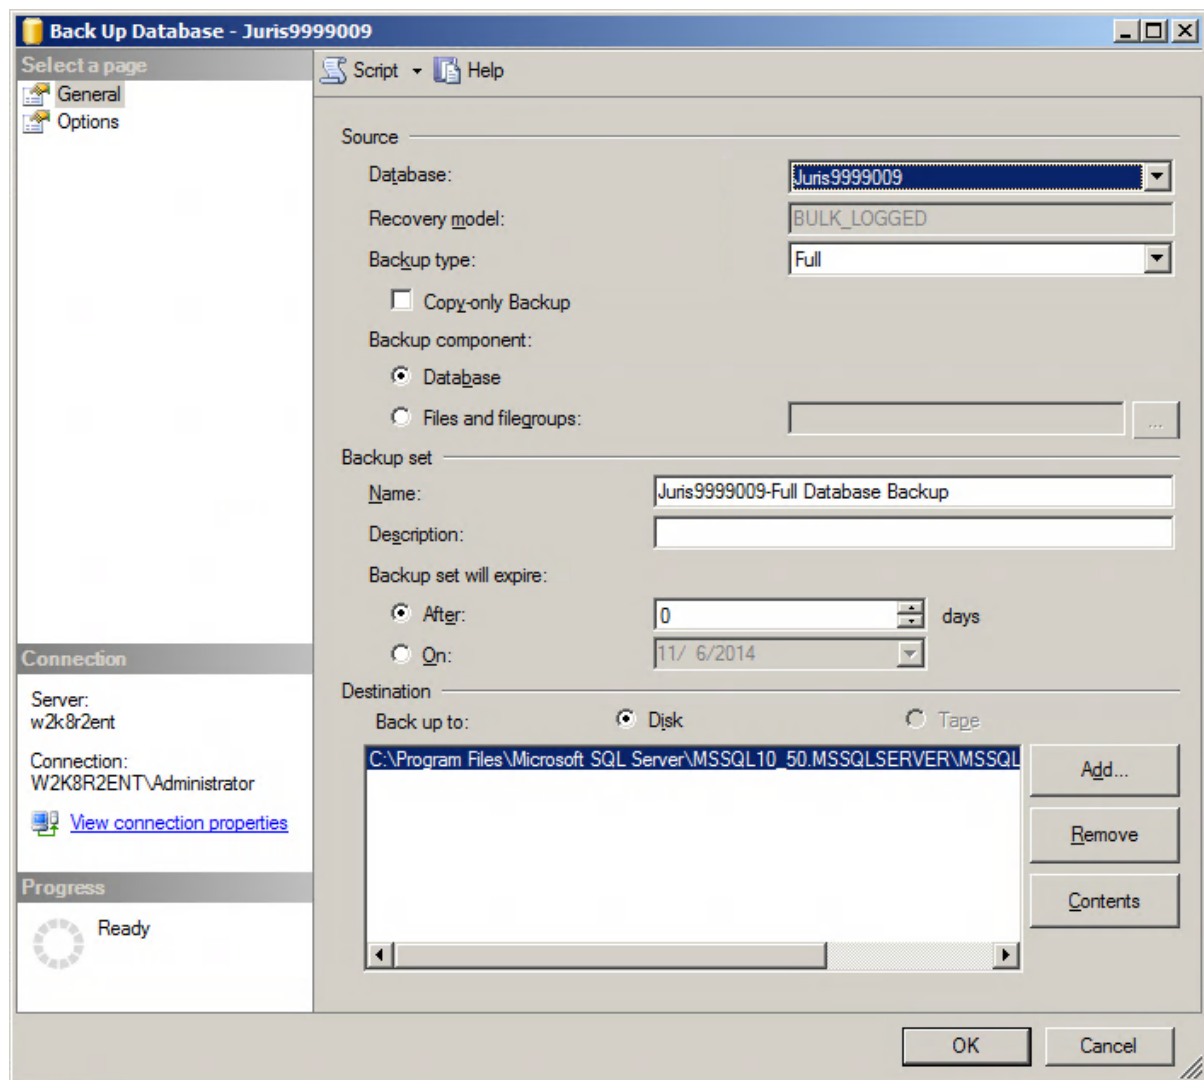 Back Up Database - Juris9999009
Select a page
General
Options
Script
Help
Source
Database:
Juris9999009
Recovery model:
BULK_LOGGED
Backup type:
Full
Copy-only Backup
Backup component:
Database
Files and filegroups:
...
Backup set
Name:
Juris9999009-Full Database Backup
Description:
Backup set will expire:
After:
0
days
On:
11/ 6/2014
Destination
Back up to:
Disk
Tape
C:\Program Files\Microsoft SQL Server\MSSQL10_50.MSSQLSERVER\MSSQL
Add...
Remove
Contents
Connection
Server:
w2k8r2ent
Connection:
W2K8R2ENT\Administrator
View connection properties
Progress
Ready
OK
Cancel